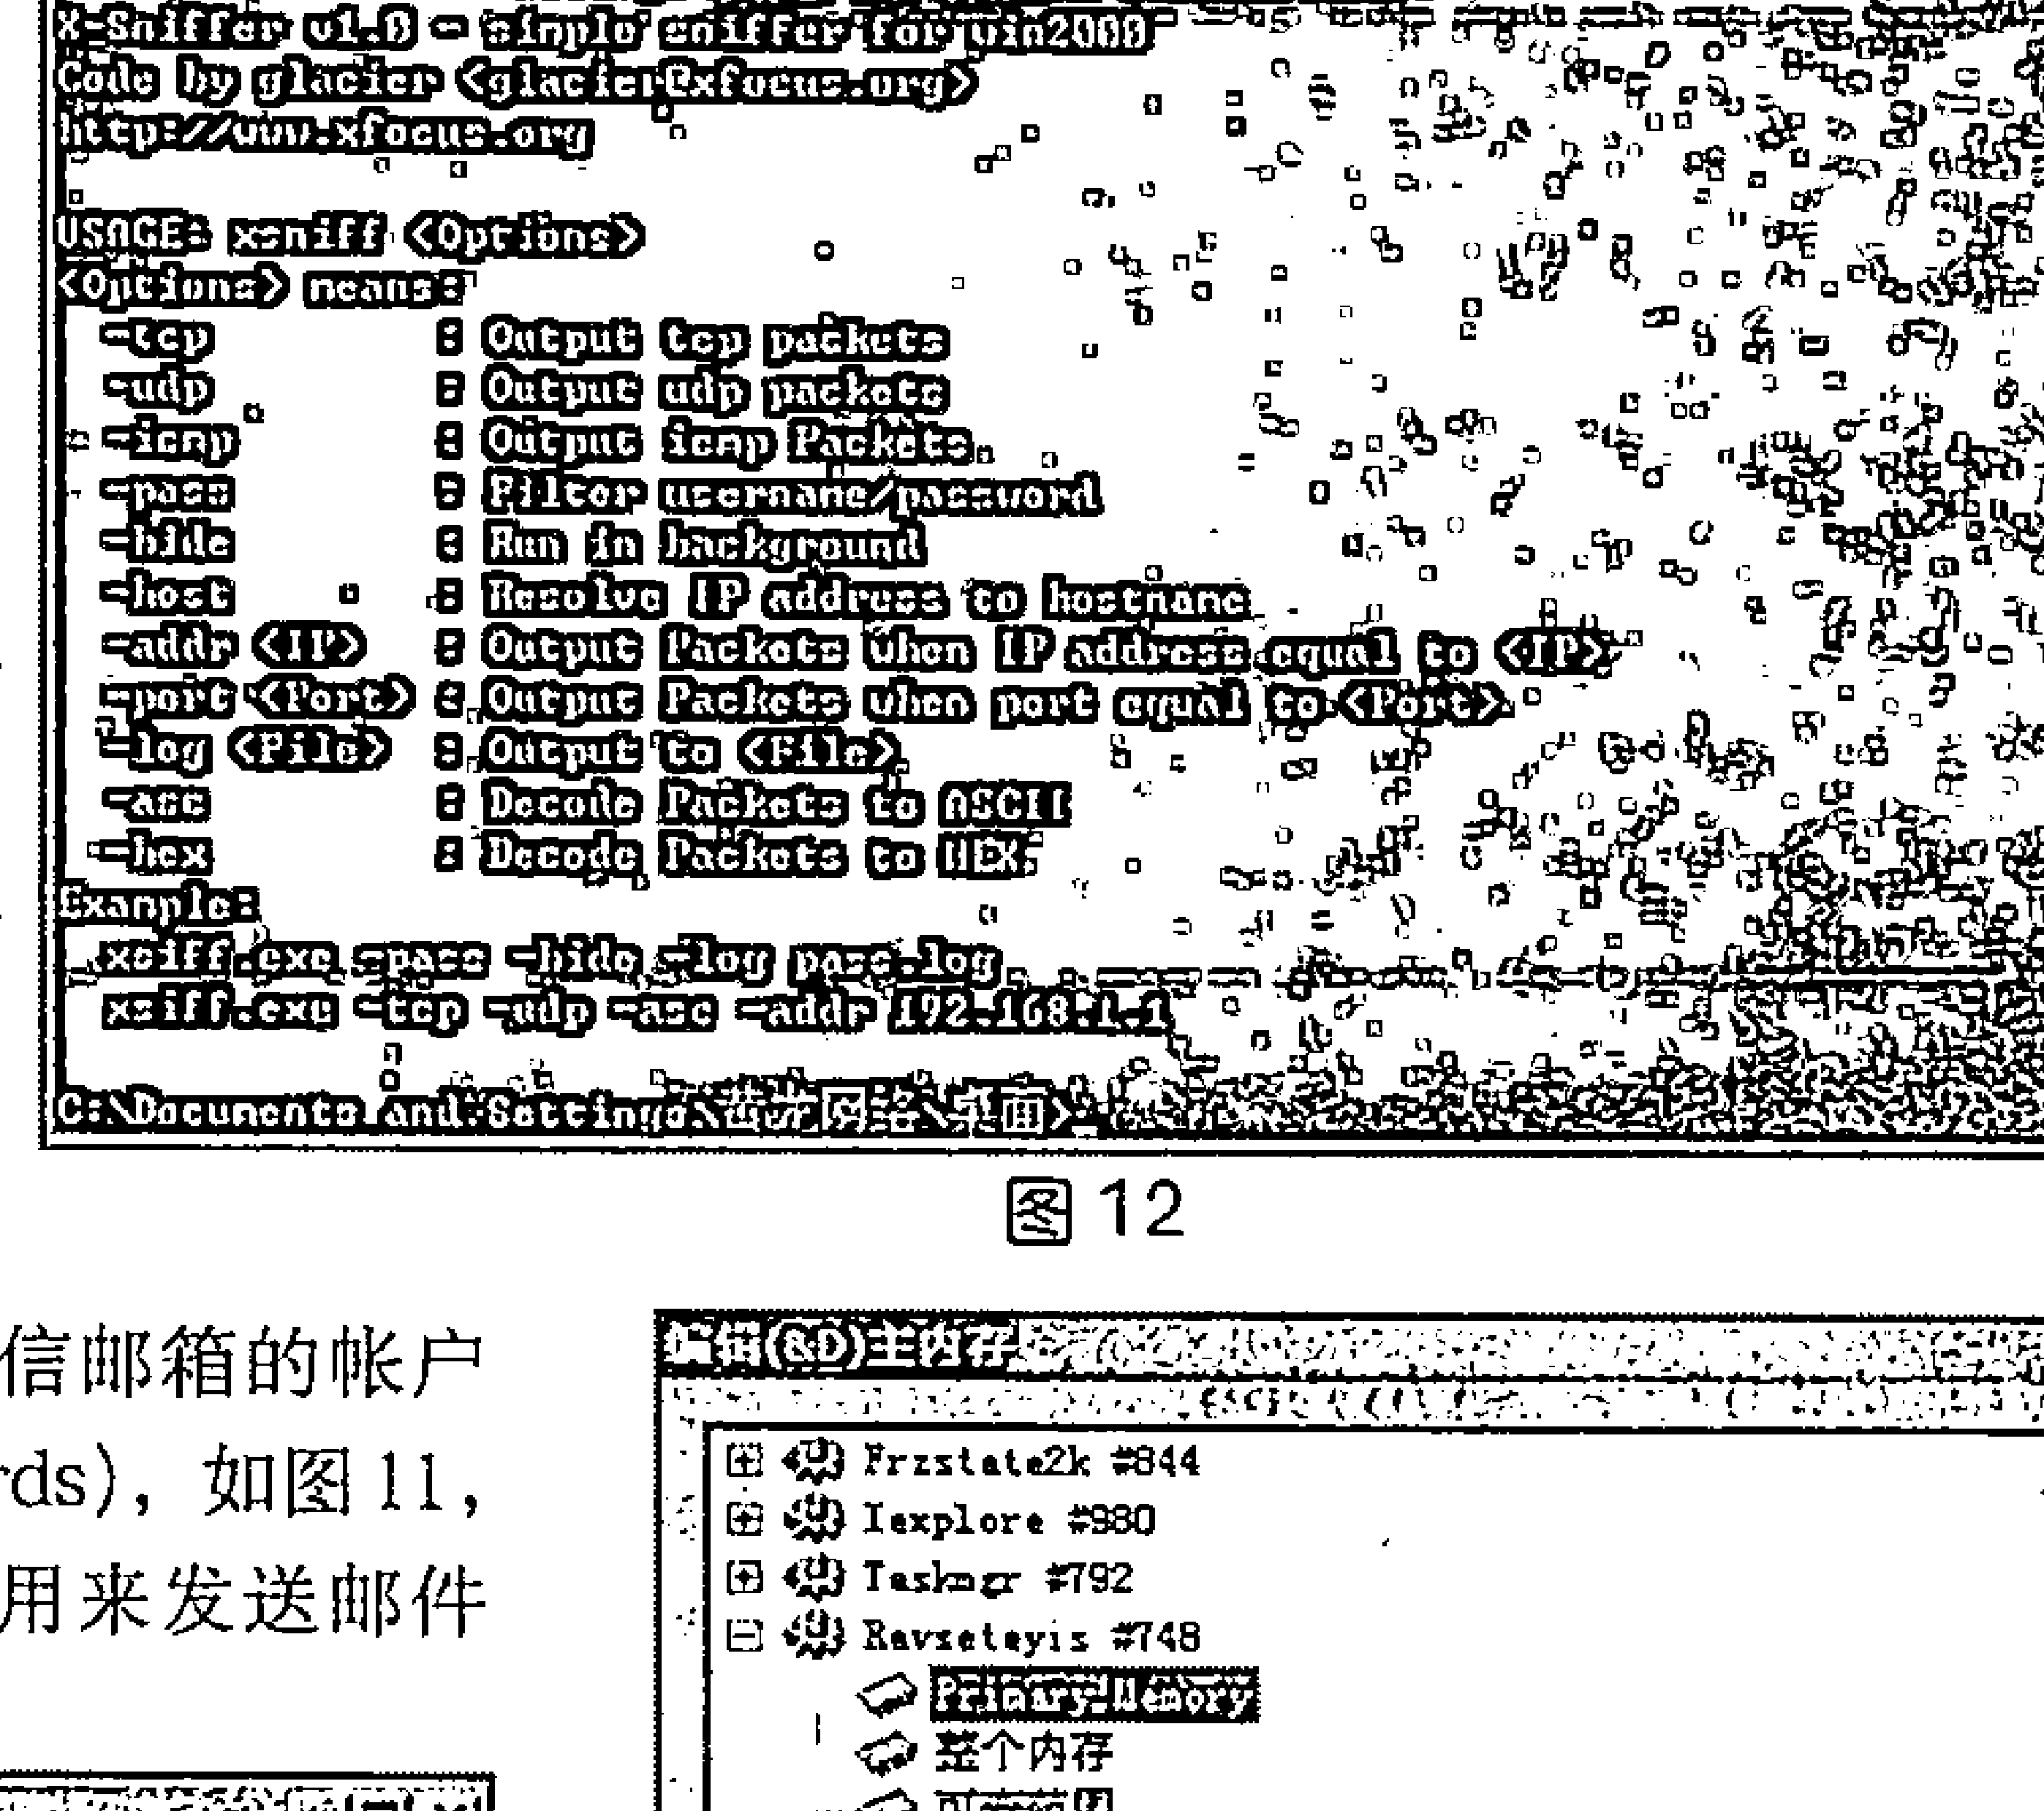 X-Sniffer v1.0 - simple sniffer for win2000
Code by glacier <glacier@xfocus.org>
http://www.xfocus.org
USAGE: xsniff <Options>
<Options> means:
-tcp : Output tcp packets
-udp : Output udp packets
-icmp : Output icmp Packets
-pass : Filter username/password
-hide : Run in background
-host : Resolve IP address to hostname
-addr <IP> : Output Packets when IP address equal to <IP>
-port <Port> : Output Packets when port equal to <Port>
-log <File> : Output to <File>
-asc : Decode Packets to ASCII
-hex : Decode Packets to HEX
Example:
xsiff.exe -pass -hide -log pass.log
xsiff.exe -tcp -udp -asc -addr 192.168.1.1
C:\Documents and Settings\桌面>
图 12
信邮箱的帐户
rds), 如图 11,
用来发送邮件
编辑(&D)主内存
Frzstate2k #844
Iexplore #980
Taskmgr #792
#748
Primary Memory
整个内存